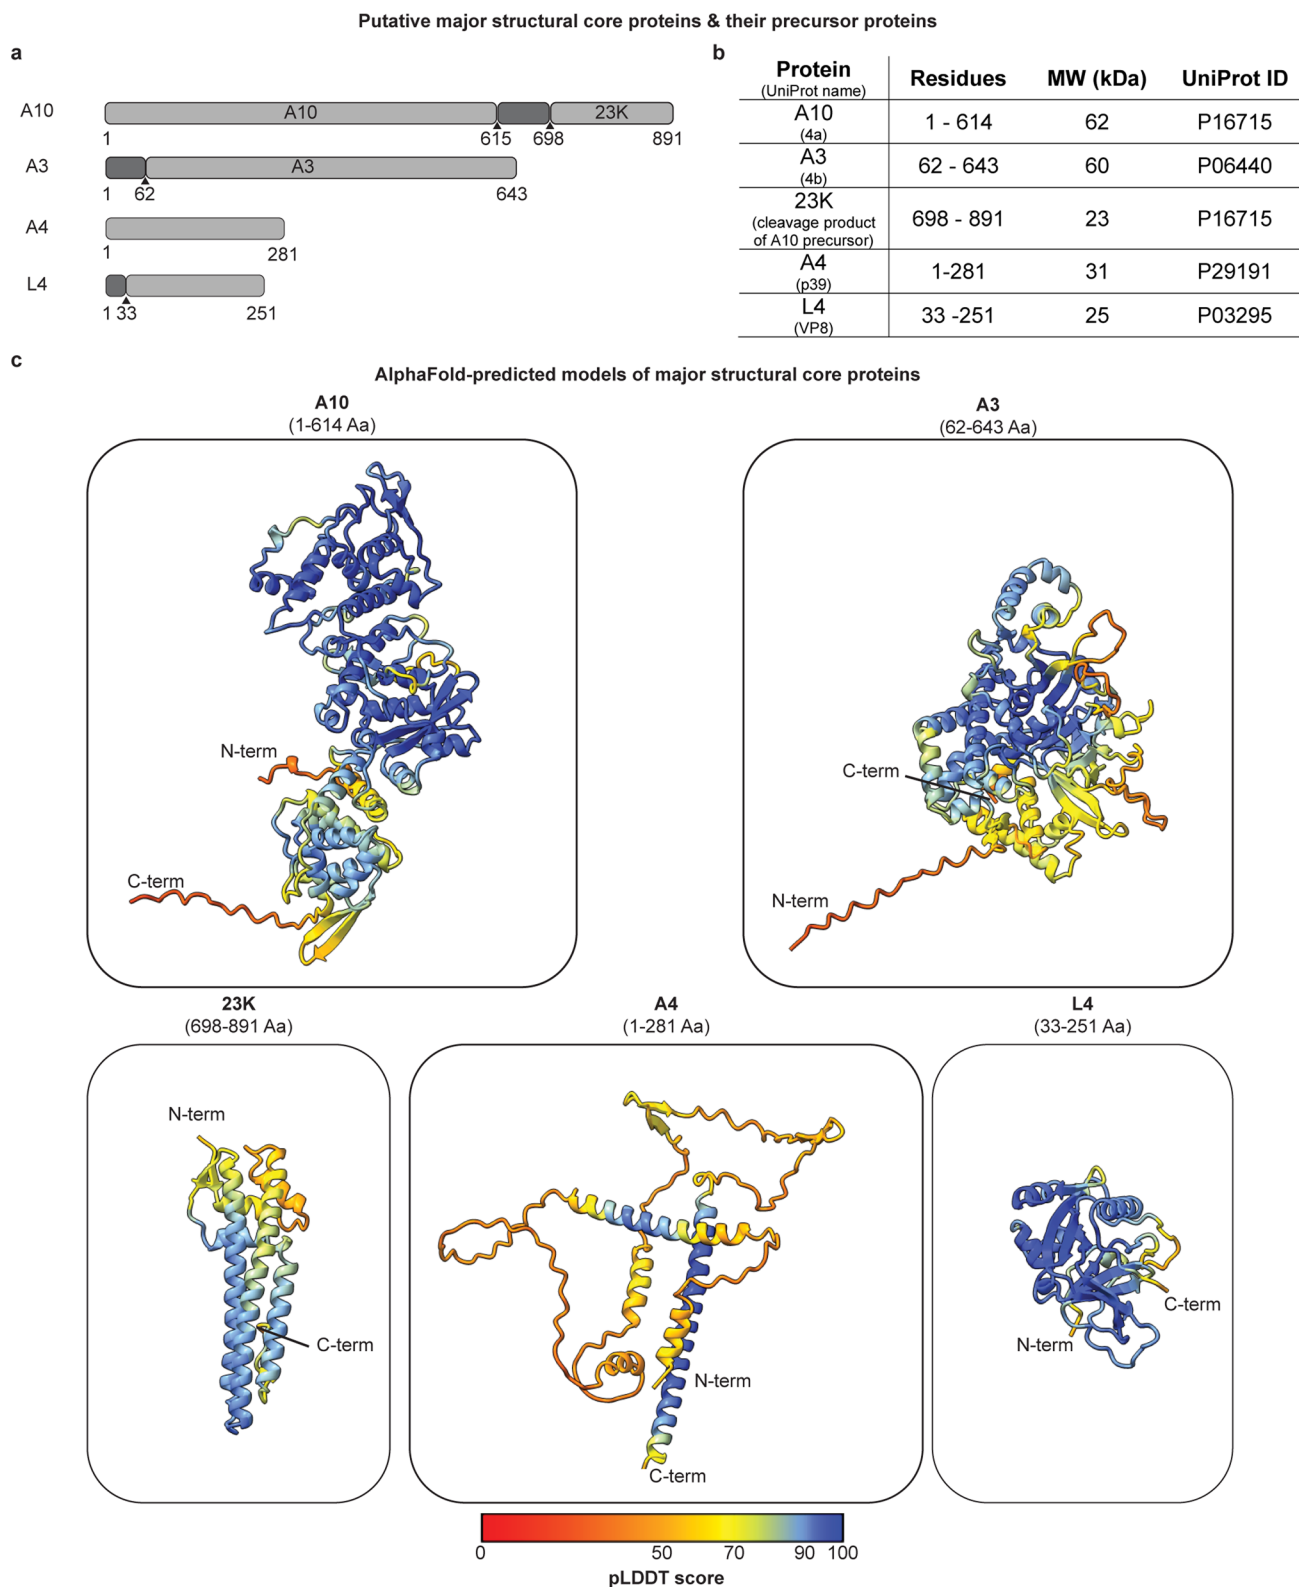 Putative major structural core proteins & their precursor proteins
a
A10
A10
23K
1
615
698
891
A3
A3
1
62
643
A4
1
281
L4
1 33
251
b
Protein
(UniProt name)
Residues
MW (kDa)
UniProt ID
A10
(4a)
1 - 614
62
P16715
A3
(4b)
62 - 643
60
P06440
23K
(cleavage product
of A10 precursor)
698 - 891
23
P16715
A4
(p39)
1-281
31
P29191
L4
(VP8)
33 -251
25
P03295
c
AlphaFold-predicted models of major structural core proteins
A10
(1-614 Aa)
N-term
C-term
A3
(62-643 Aa)
C-term
N-term
23K
(698-891 Aa)
N-term
C-term
A4
(1-281 Aa)
N-term
C-term
L4
(33-251 Aa)
C-term
N-term
0
50
70
90
100
pLDDT score